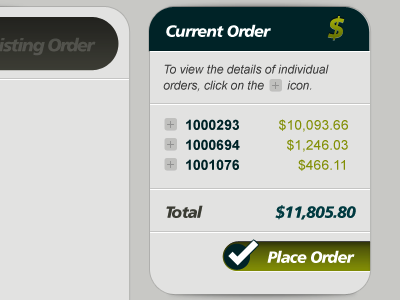 isting Order
Current Order $
To view the details of individual
orders, click on the + icon.
+ 1000293 $10,093.66
+ 1000694 $1,246.03
+ 1001076 $466.11
Total $11,805.80
Place Order